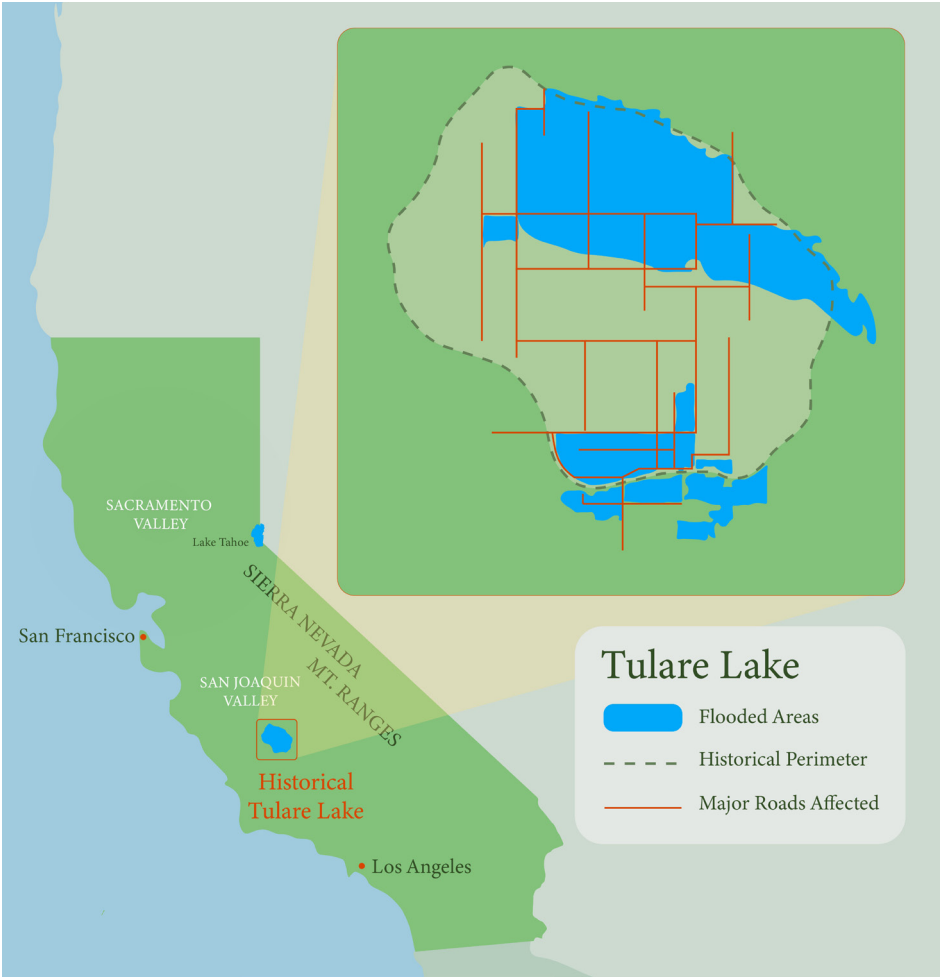 SACRAMENTO
VALLEY
Lake Tahoe
SIERRA NEVADA
MT. RANGES
San Francisco
SAN JOAQUIN
VALLEY
Historical
Tulare Lake
Los Angeles
Tulare Lake
Flooded Areas
Historical Perimeter
Major Roads Affected